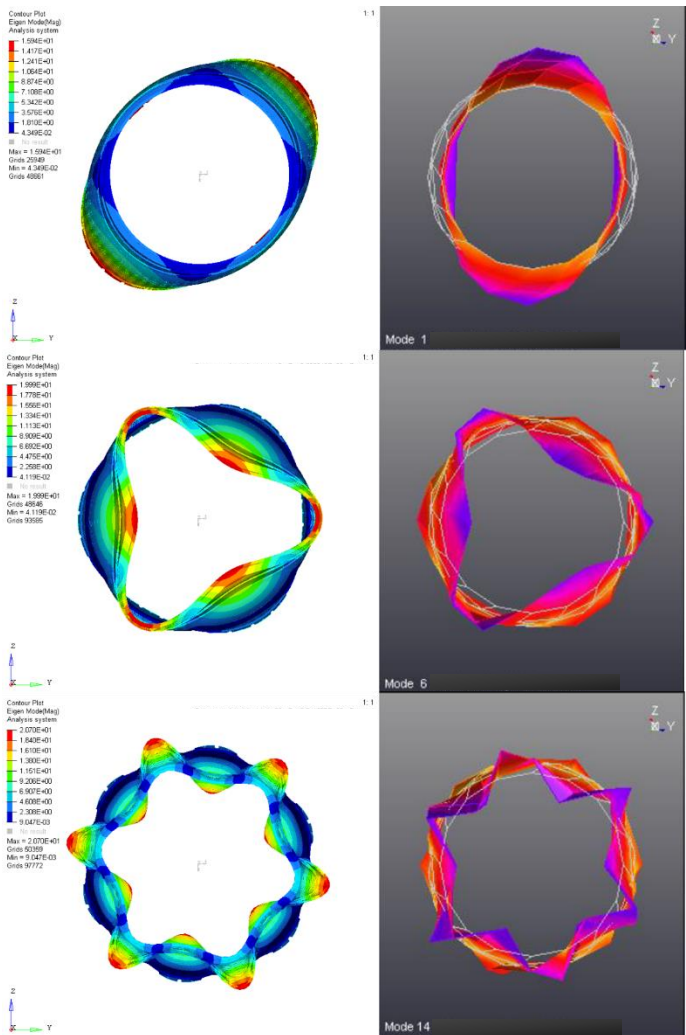 Contour Plot
Eigen Mode(Mag)
Analysis system
1.594E+01
1.417E+01
1.241E+01
1.064E+01
8.874E+00
7.108E+00
5.342E+00
3.576E+00
1.810E+00
4.349E-02
No result
Max = 1.594E+01
Grids 25949
Min = 4.349E-02
Grids 48661
1: 1
Z
X Y
Z
X Y
Mode 1
Contour Plot
Eigen Mode(Mag)
Analysis system
1.999E+01
1.778E+01
1.556E+01
1.334E+01
1.113E+01
8.909E+00
6.692E+00
4.475E+00
2.258E+00
4.119E-02
No result
Max = 1.999E+01
Grids 48646
Min = 4.119E-02
Grids 93585
1: 1
Z
X Y
Z
X Y
Mode 6
Contour Plot
Eigen Mode(Mag)
Analysis system
2.070E+01
1.840E+01
1.610E+01
1.380E+01
1.151E+01
9.206E+00
6.907E+00
4.608E+00
2.308E+00
9.047E-03
No result
Max = 2.070E+01
Grids 50359
Min = 9.047E-03
Grids 97772
1: 1
Z
X Y
Z
X Y
Mode 14